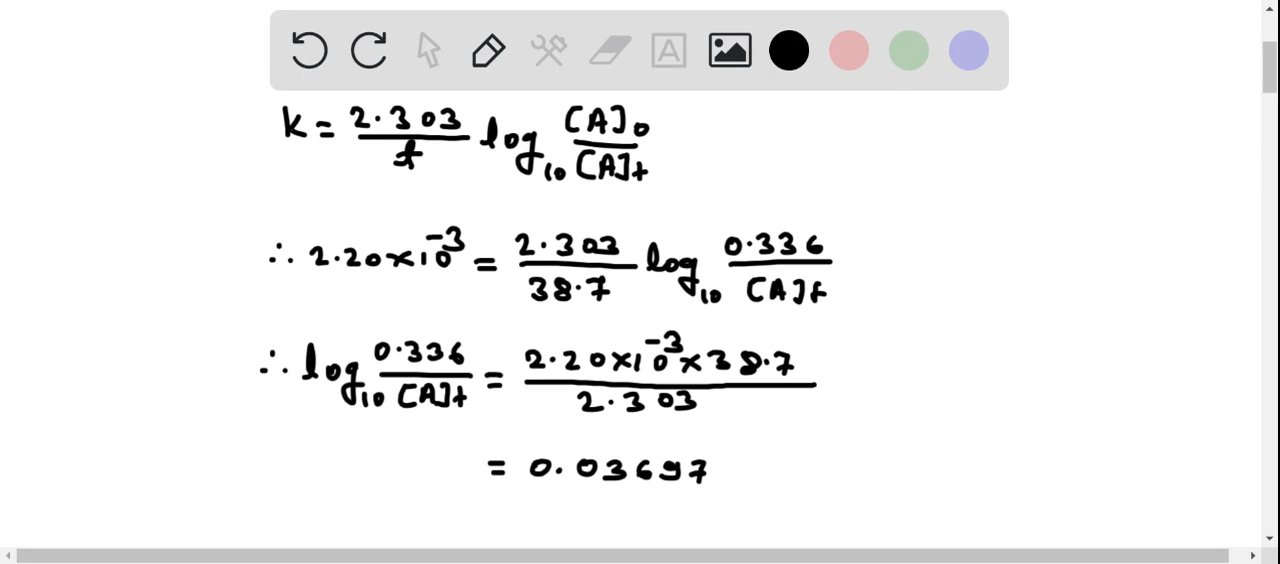 A
k = 2.303/t log₁₀ [A]₀/[A]t
∴ 2.20×10⁻³ = 2.303/38.7 log₁₀ 0.336/[A]t
∴ log₁₀ 0.336/[A]t = 2.20×10⁻³×38.7/2.303
= 0.03697